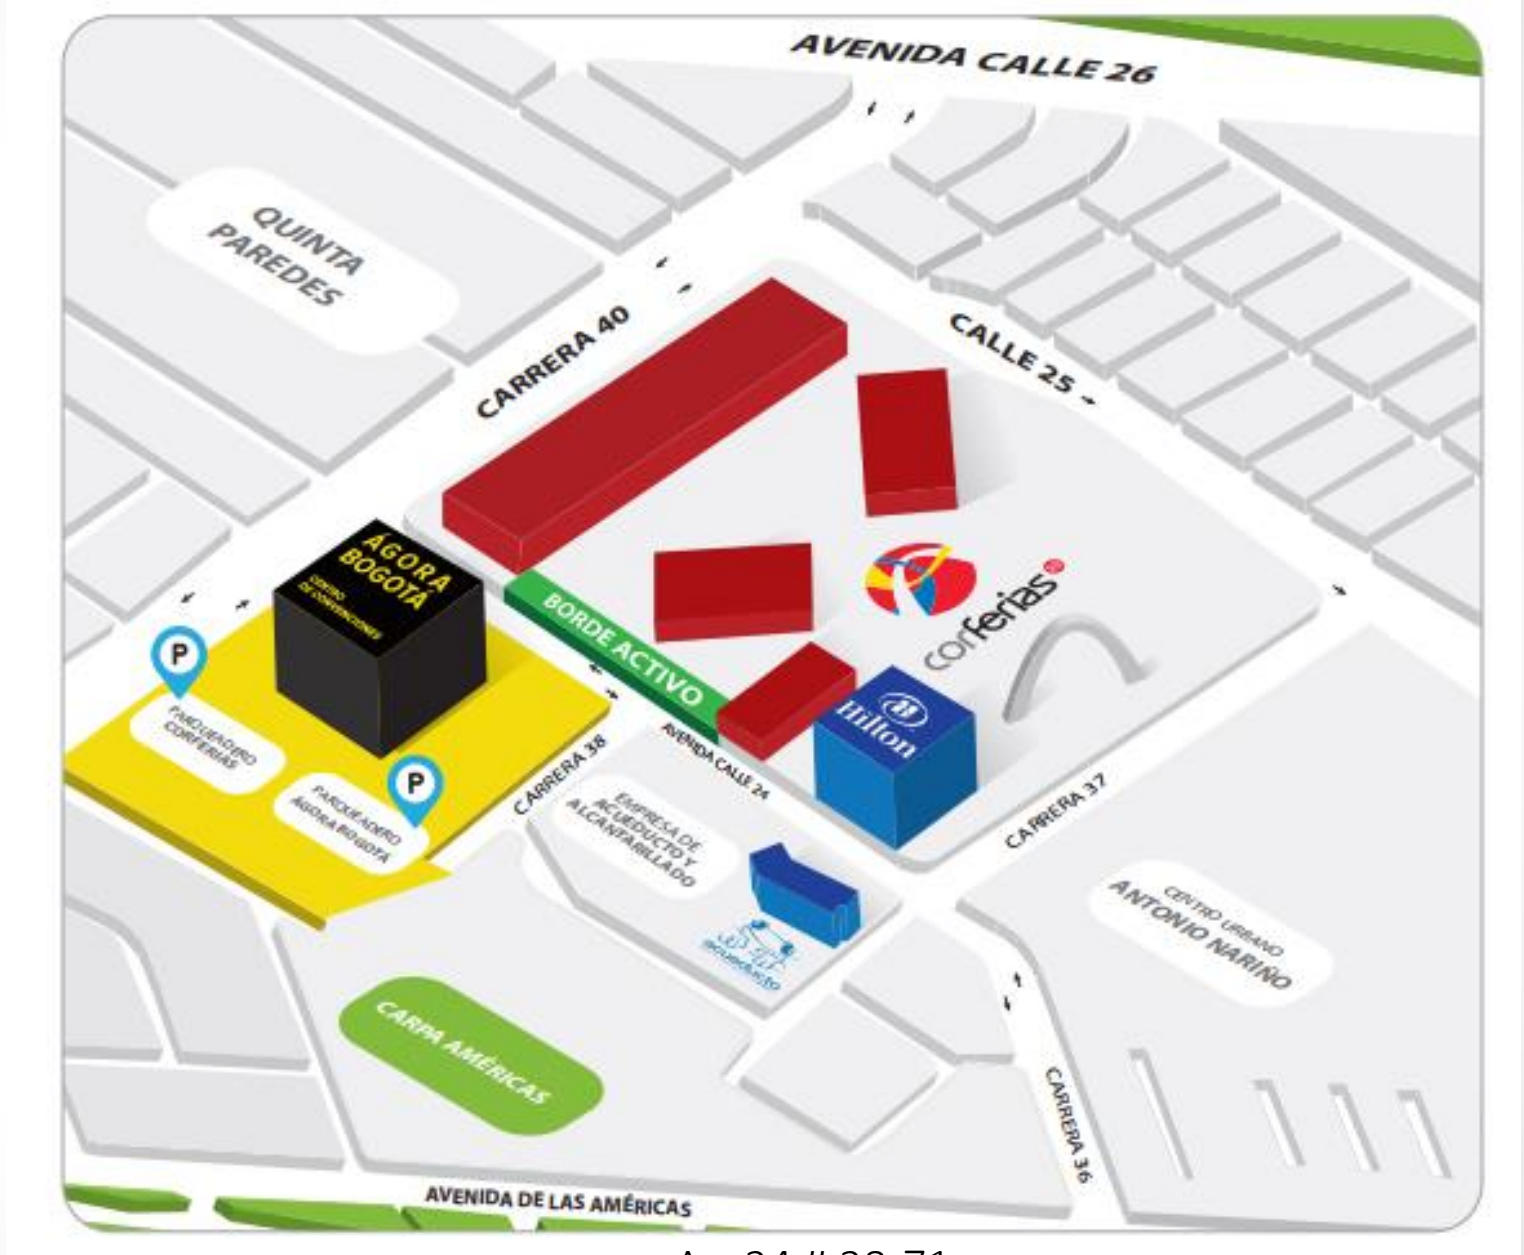 AVENIDA CALLE 26
QUINTA
PAREDES
CARRERA 40
CALLE 25
ÁGORA
BOGOTÁ
CENTRO
DE CONVENCIONES
BORDE ACTIVO
corferias
P
PARQUEADERO
CORFERIAS
Hilton
AVENIDA CALLE 24
CARRERA 38
P
PARQUEADERO
ÁGORA BOGOTÁ
EMPRESA DE
ACUEDUCTO Y
ALCANTARILLADO
CARRERA 37
acueducto
CENTRO URBANO
ANTONIO NARIÑO
CARPA AMÉRICAS
CARRERA 36
AVENIDA DE LAS AMÉRICAS